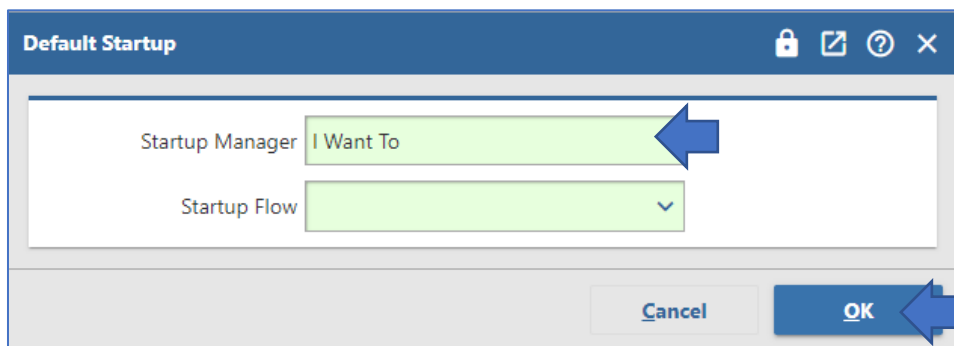 Default Startup
Startup Manager I Want To
Startup Flow
Cancel OK